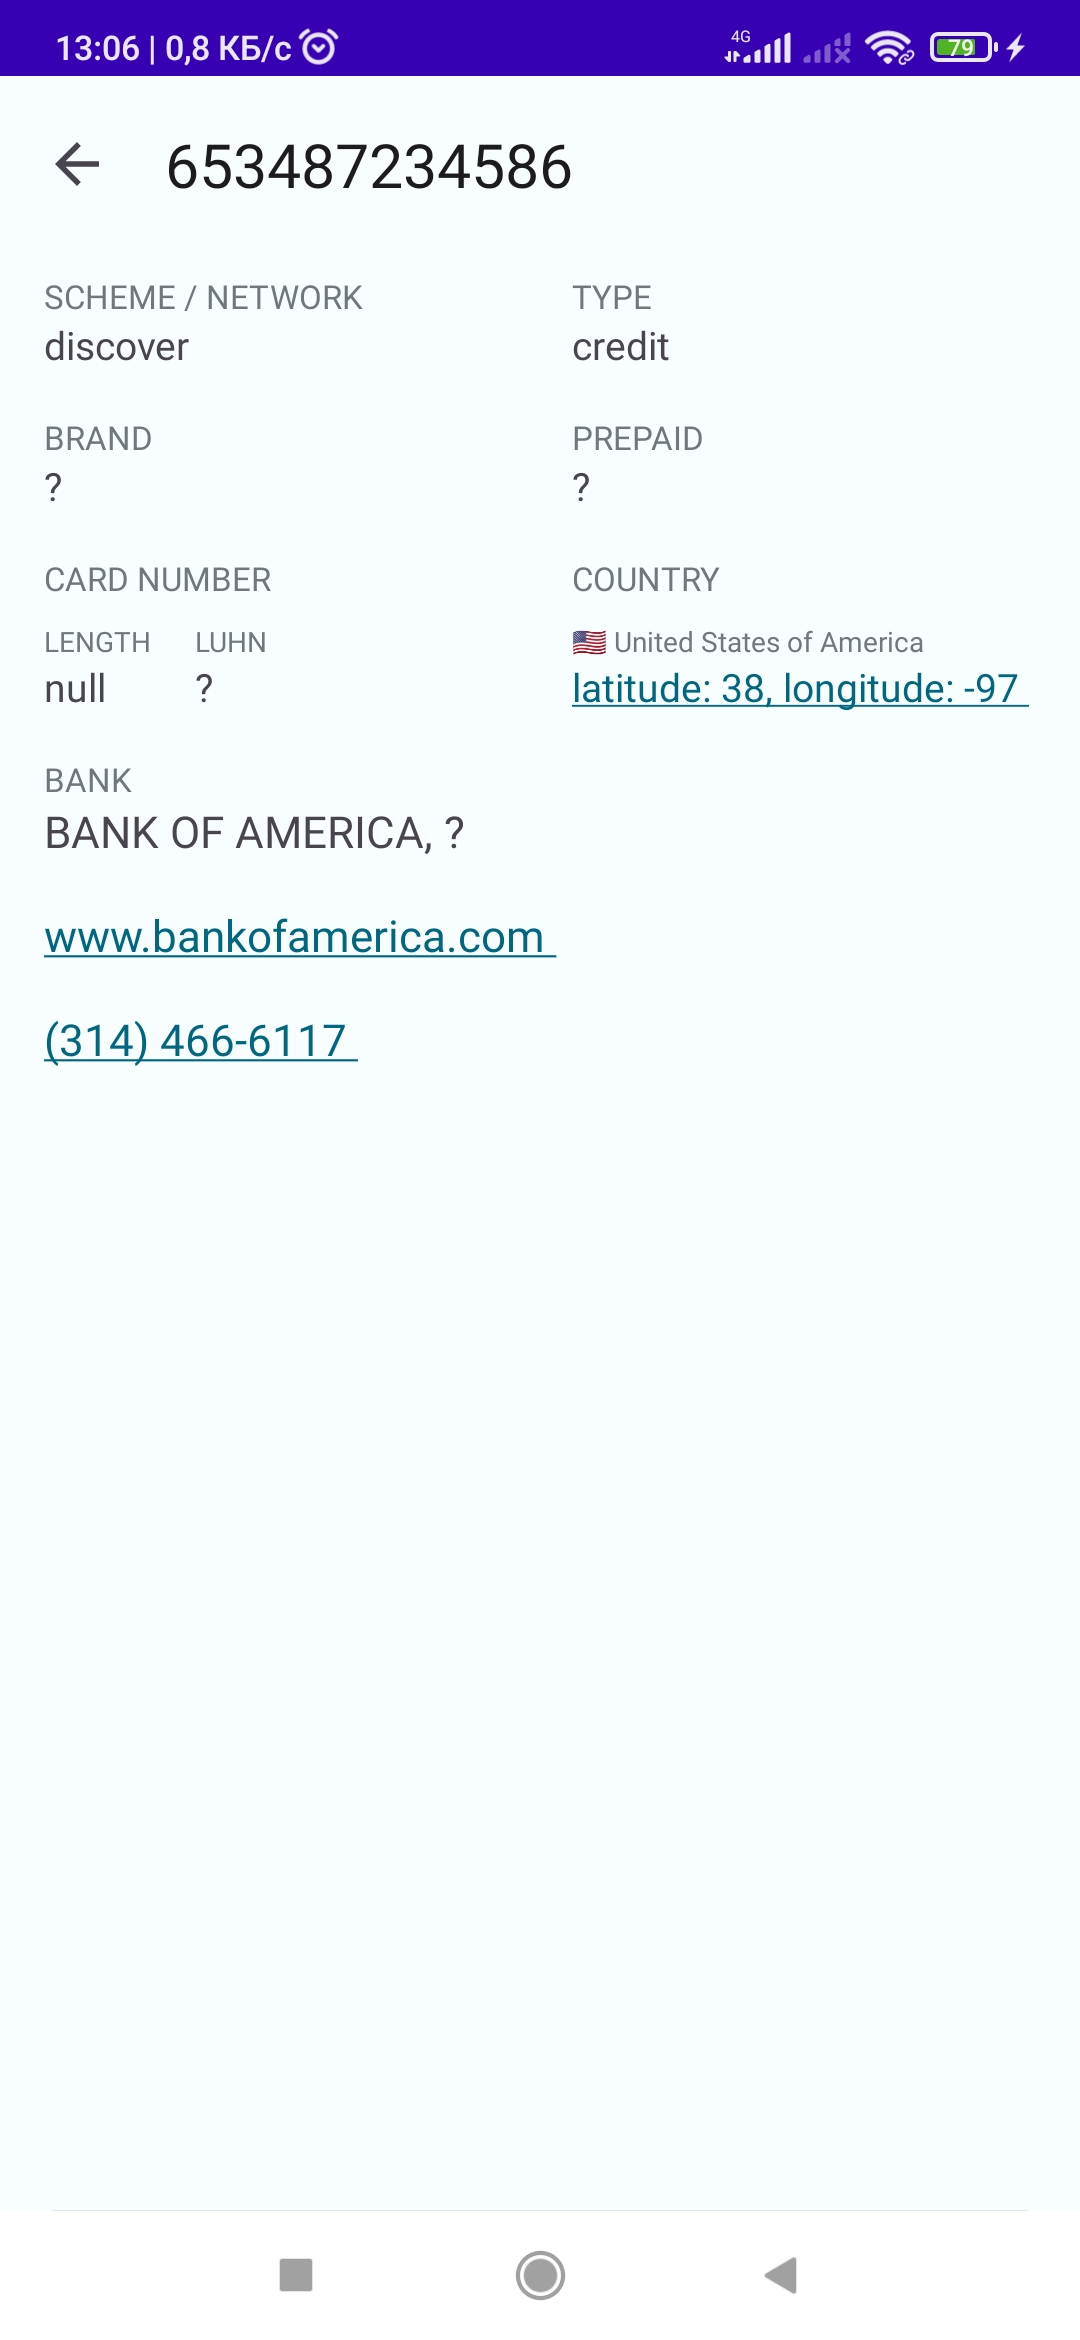 13:06 | 0,8 КБ/с
4G
79
653487234586
SCHEME / NETWORK TYPE
discover credit
BRAND PREPAID
? ?
CARD NUMBER COUNTRY
LENGTH LUHN 🇺🇸 United States of America
null ? latitude: 38, longitude: -97
BANK
BANK OF AMERICA, ?
www.bankofamerica.com
(314) 466-6117